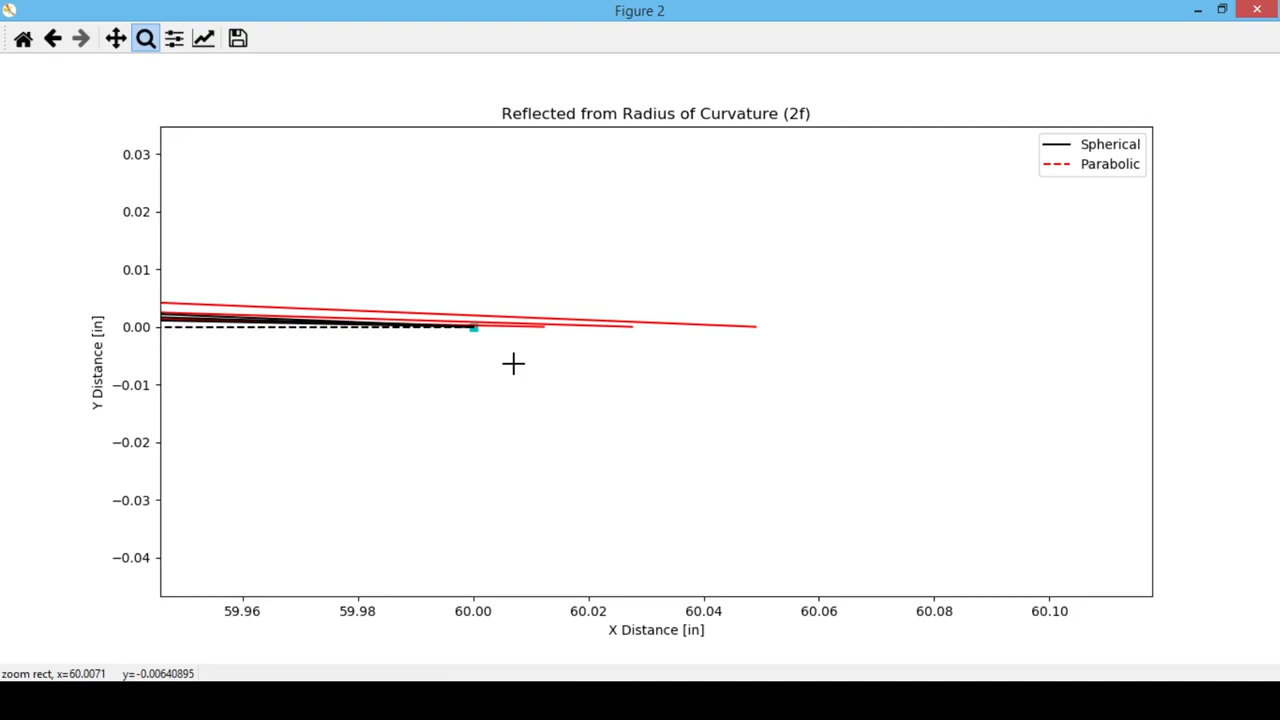 Figure 2
Reflected from Radius of Curvature (2f)
Spherical
Parabolic
0.03
0.02
0.01
0.00
−0.01
−0.02
−0.03
−0.04
Y Distance [in]
59.96 59.98 60.00 60.02 60.04 60.06 60.08 60.10
X Distance [in]
zoom rect, x=60.0071 y=-0.00640895